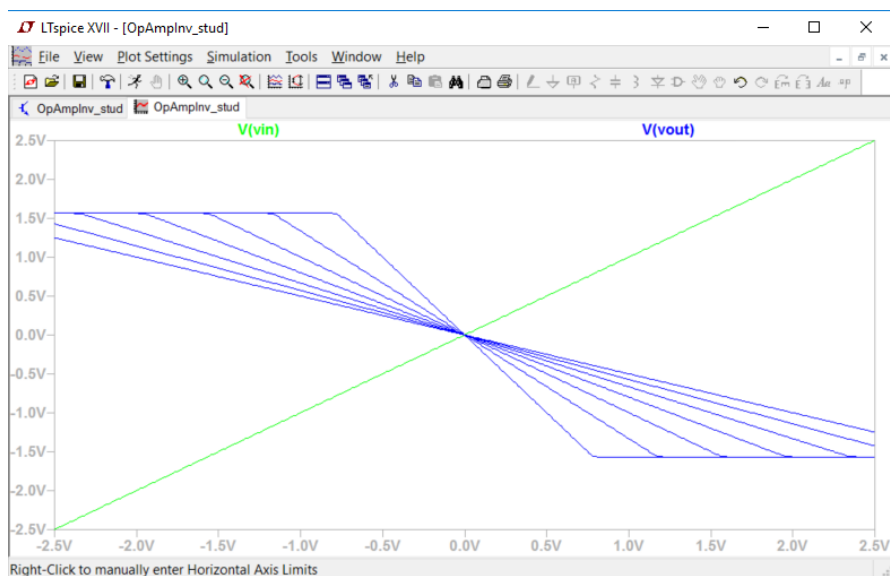 LTspice XVII - [OpAmpInv_stud]
File View Plot Settings Simulation Tools Window Help
OpAmpInv_stud OpAmpInv_stud
V(vin) V(vout)
2.5V
2.0V
1.5V
1.0V
0.5V
0.0V
-0.5V
-1.0V
-1.5V
-2.0V
-2.5V
-2.5V -2.0V -1.5V -1.0V -0.5V 0.0V 0.5V 1.0V 1.5V 2.0V 2.5V
Right-Click to manually enter Horizontal Axis Limits